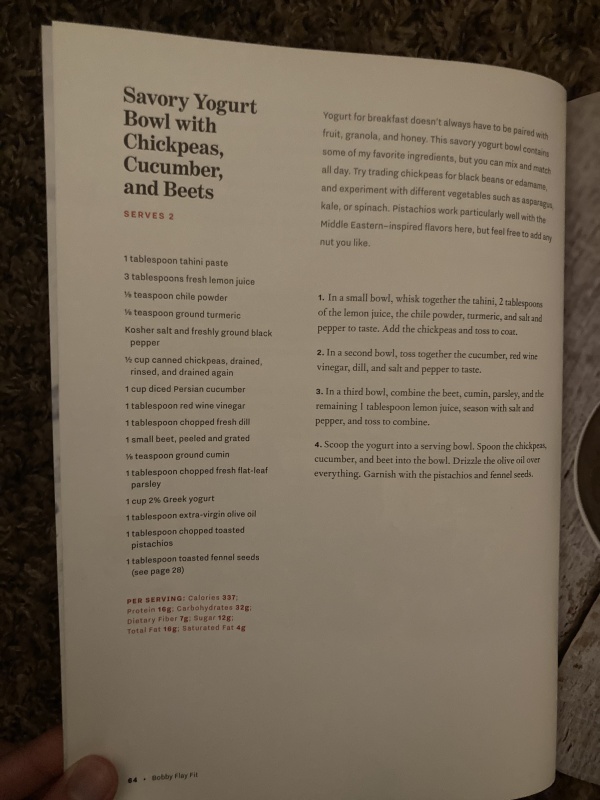 Savory Yogurt
Bowl with
Chickpeas,
Cucumber,
and Beets
SERVES 2
Yogurt for breakfast doesn't always have to be paired with
fruit, granola, and honey. This savory yogurt bowl contains
some of my favorite ingredients, but you can mix and match
all day. Try trading chickpeas for black beans or edamame,
and experiment with different vegetables such as asparagus,
kale, or spinach. Pistachios work particularly well with the
Middle Eastern–inspired flavors here, but feel free to add any
nut you like.
1 tablespoon tahini paste
3 tablespoons fresh lemon juice
⅛ teaspoon chile powder
⅛ teaspoon ground turmeric
Kosher salt and freshly ground black
pepper
½ cup canned chickpeas, drained,
rinsed, and drained again
1 cup diced Persian cucumber
1 tablespoon red wine vinegar
1 tablespoon chopped fresh dill
1 small beet, peeled and grated
⅛ teaspoon ground cumin
1 tablespoon chopped fresh flat-leaf
parsley
1 cup 2% Greek yogurt
1 tablespoon extra-virgin olive oil
1 tablespoon chopped toasted
pistachios
1 tablespoon toasted fennel seeds
(see page 28)
PER SERVING: Calories 337;
Protein 16g; Carbohydrates 32g;
Dietary Fiber 7g; Sugar 12g;
Total Fat 16g; Saturated Fat 4g
1. In a small bowl, whisk together the tahini, 2 tablespoons
of the lemon juice, the chile powder, turmeric, and salt and
pepper to taste. Add the chickpeas and toss to coat.
2. In a second bowl, toss together the cucumber, red wine
vinegar, dill, and salt and pepper to taste.
3. In a third bowl, combine the beet, cumin, parsley, and the
remaining 1 tablespoon lemon juice, season with salt and
pepper, and toss to combine.
4. Scoop the yogurt into a serving bowl. Spoon the chickpeas,
cucumber, and beet into the bowl. Drizzle the olive oil over
everything. Garnish with the pistachios and fennel seeds.
64 • Bobby Flay Fit